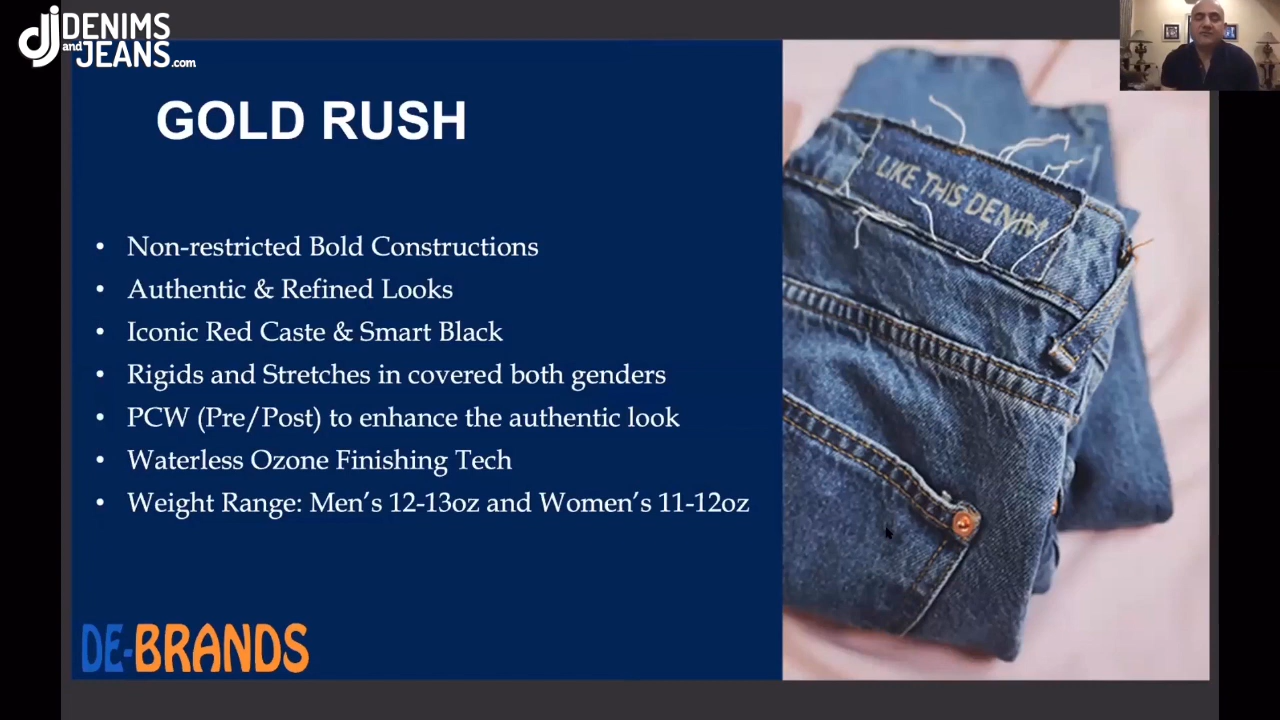 dj DENIMS
and JEANS.com
GOLD RUSH
• Non-restricted Bold Constructions
• Authentic & Refined Looks
• Iconic Red Caste & Smart Black
• Rigids and Stretches in covered both genders
• PCW (Pre/Post) to enhance the authentic look
• Waterless Ozone Finishing Tech
• Weight Range: Men's 12-13oz and Women's 11-12oz
I LIKE THIS DENIM
DE-BRANDS